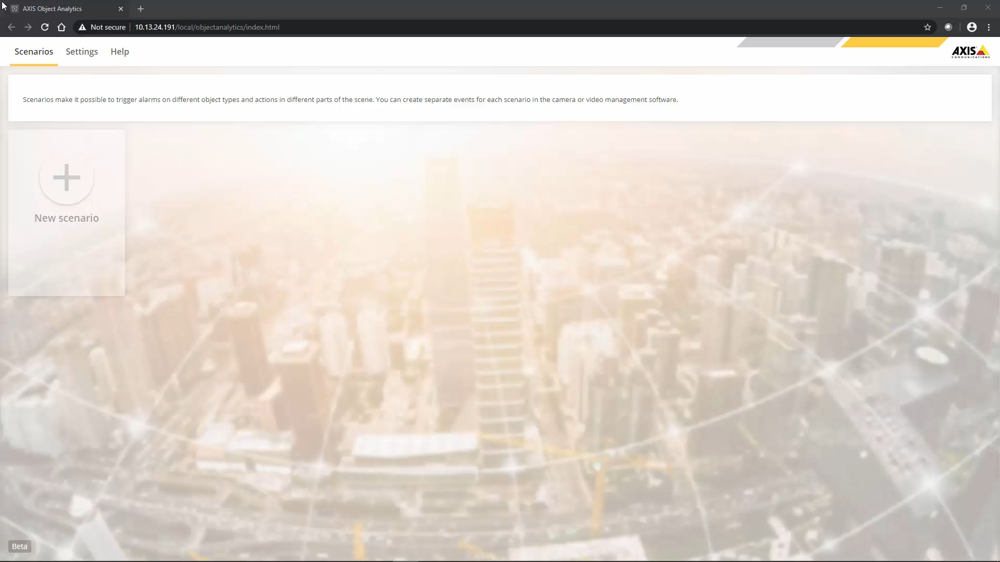 AXIS Object Analytics
Not secure 10.13.24.191/local/objectanalytics/index.html
Scenarios Settings Help
AXIS
COMMUNICATIONS
Scenarios make it possible to trigger alarms on different object types and actions in different parts of the scene. You can create separate events for each scenario in the camera or video management software.
New scenario
Beta